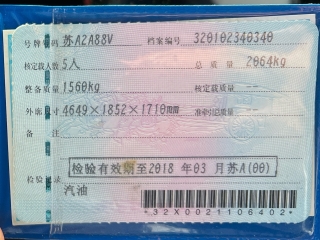 号牌号码 苏A2A88V 档案编号 320102340340
核定载人数 5人 总质量 2064kg
整备质量 1560kg 核定载质量 --
外廓尺寸 4649×1852×1710mm 准牵引总质量 --
备注
检验有效期至2018年03月苏A(00)
检验记录
汽油
*32X0021106402*